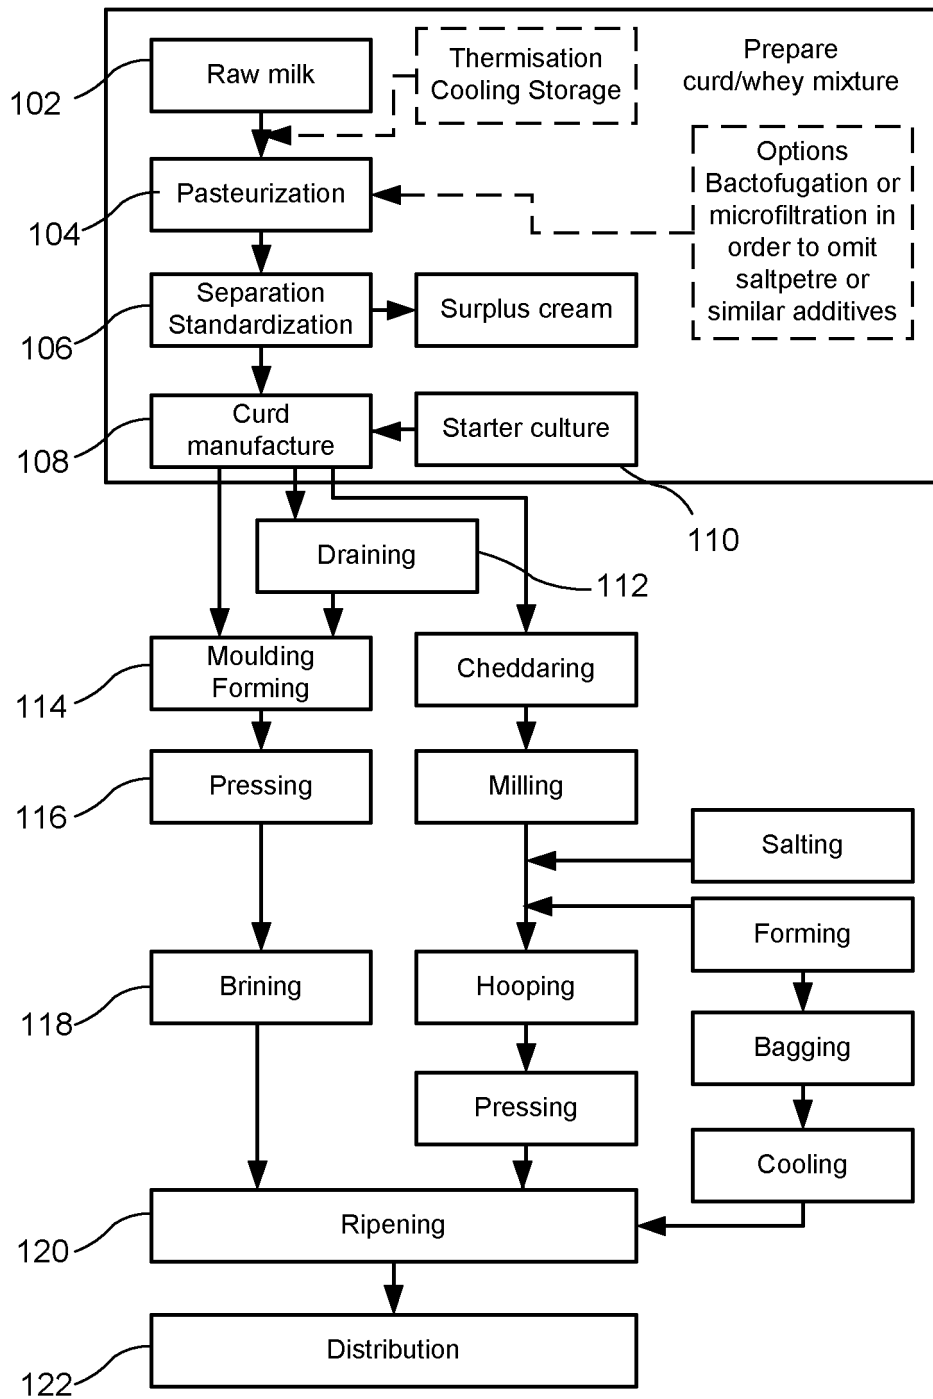 Raw milk
Thermisation
Cooling Storage
Prepare
curd/whey mixture
102
Options
Bactofugation or
microfiltration in
order to omit
saltpetre or
similar additives
Pasteurization
104
Separation
Standardization
Surplus cream
106
Curd
manufacture
Starter culture
108
110
Draining
112
Moulding
Forming
Cheddaring
114
Pressing
Milling
116
Salting
Forming
Brining
Hooping
118
Bagging
Pressing
Cooling
Ripening
120
Distribution
122